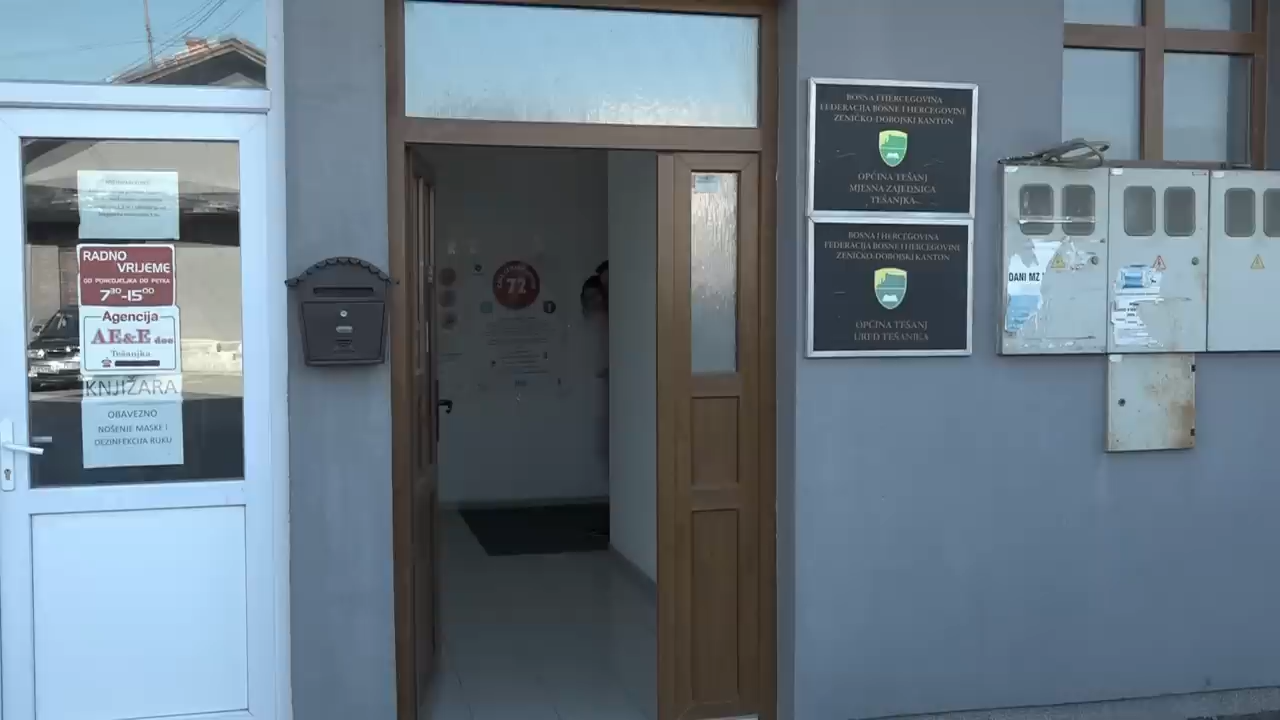 RADNO
VRIJEME
OD PONEDJELJKA DO PETKA
7³⁰-15⁰⁰
Agencija
AE&E doo
Tešanjka
KNJIŽARA
OBAVEZNO
NOŠENJE MASKE I
DEZINFEKCIJA RUKU
72
BOSNA I HERCEGOVINA
FEDERACIJA BOSNE I HERCEGOVINE
ZENIČKO-DOBOJSKI KANTON
OPĆINA TEŠANJ
MJESNA ZAJEDNICA
TEŠANJKA
BOSNA I HERCEGOVINA
FEDERACIJA BOSNE I HERCEGOVINE
ZENIČKO-DOBOJSKI KANTON
OPĆINA TEŠANJ
URED TEŠANJKA
DANI MZ